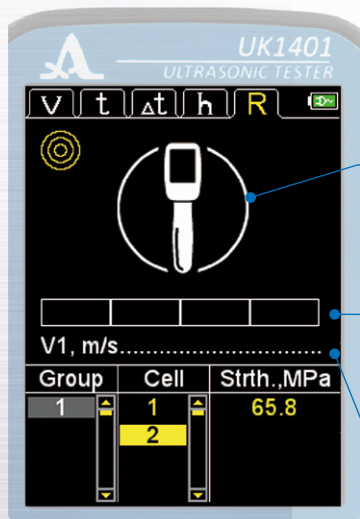 UK1401
ULTRASONIC TESTER
V t Δt h R
V1, m/s..............................
Group Cell Strth.,MPa
1 1 65.8
2